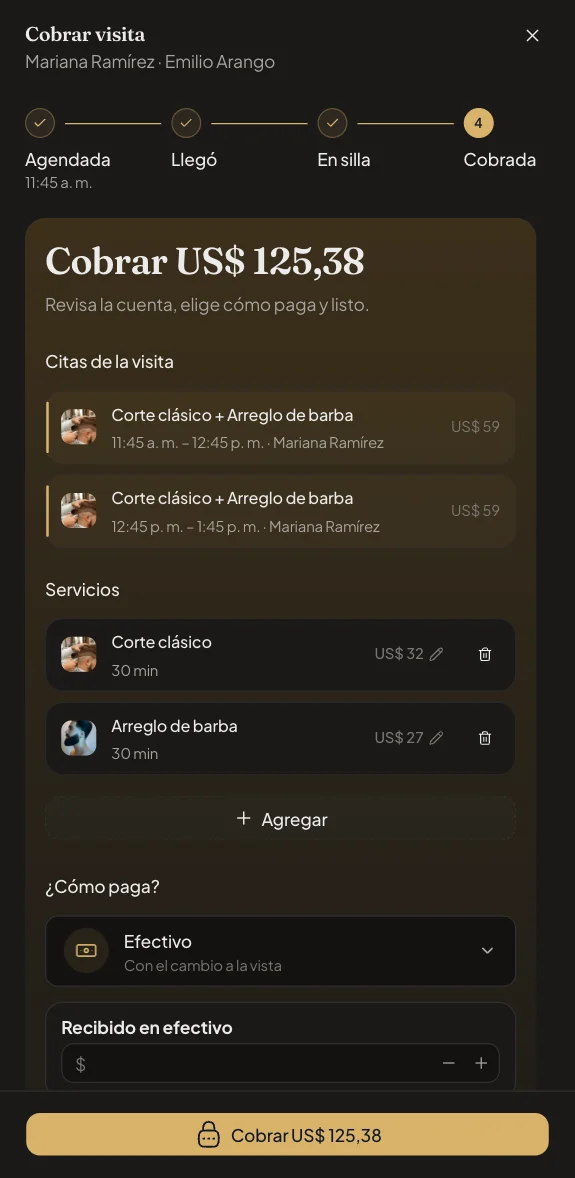 Cobrar visita
Mariana Ramírez · Emilio Arango
4
Agendada
Llegó
En silla
Cobrada
11:45 a. m.
Cobrar US$ 125,38
Revisa la cuenta, elige cómo paga y listo.
Citas de la visita
Corte clásico + Arreglo de barba
US$ 59
11:45 a. m. – 12:45 p. m. · Mariana Ramírez
Corte clásico + Arreglo de barba
US$ 59
12:45 p. m. – 1:45 p. m. · Mariana Ramírez
Servicios
Corte clásico
US$ 32
30 min
Arreglo de barba
US$ 27
30 min
+ Agregar
¿Cómo paga?
Efectivo
Con el cambio a la vista
Recibido en efectivo
$
Cobrar US$ 125,38